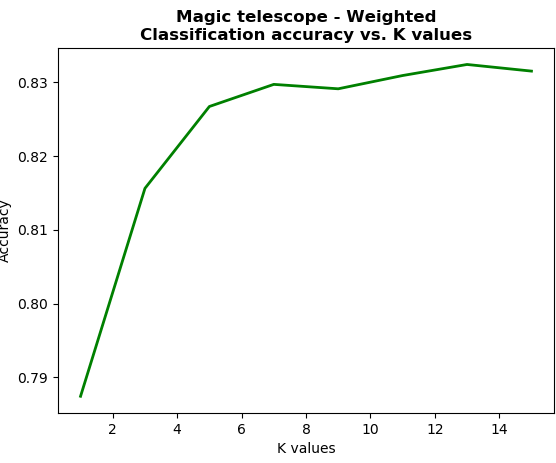 Magic telescope - Weighted
Classification accuracy vs. K values
0.83
0.82
0.81
0.80
0.79
Accuracy
2 4 6 8 10 12 14
K values